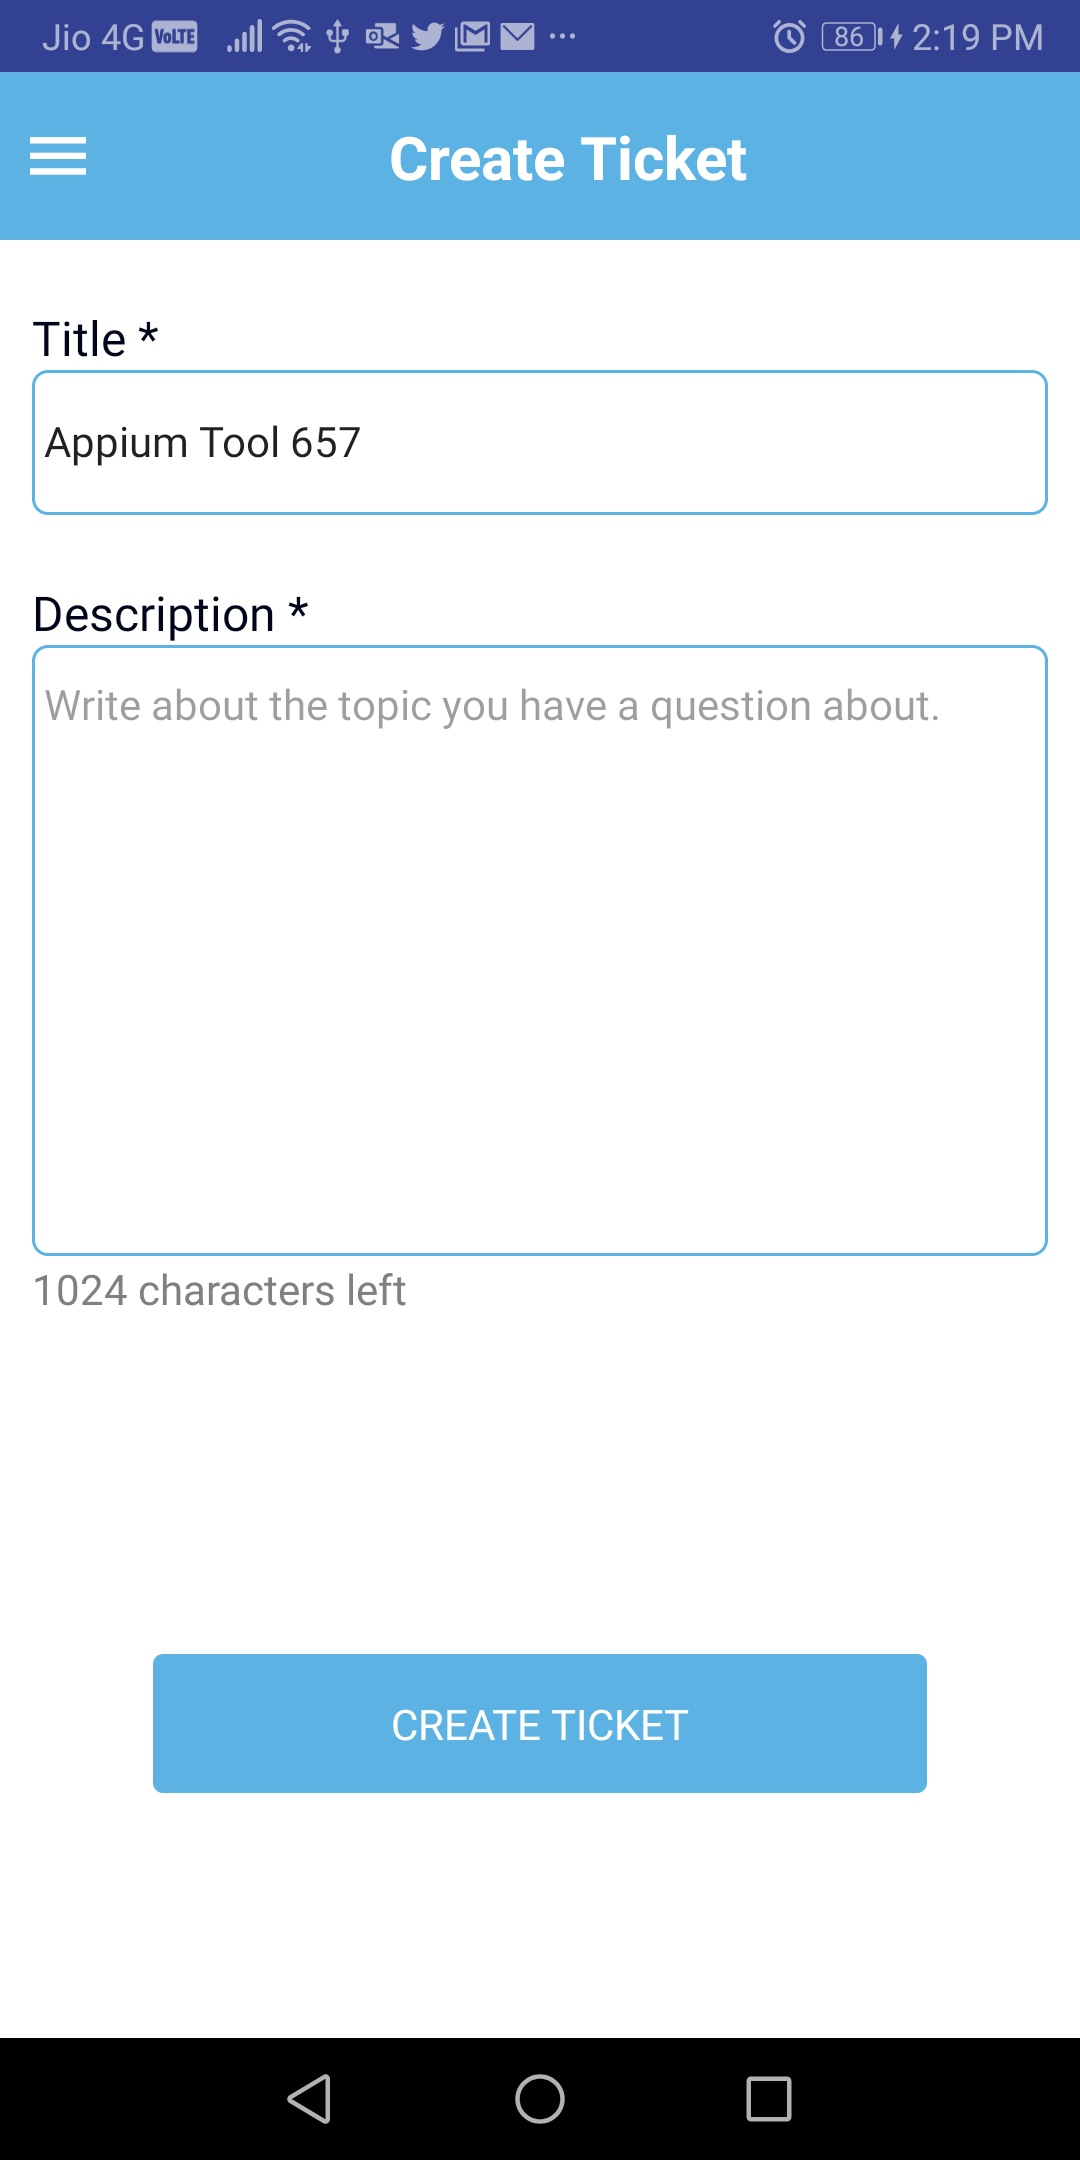 Jio 4G VoLTE 86 2:19 PM
Create Ticket
Title *
Appium Tool 657
Description *
Write about the topic you have a question about.
1024 characters left
CREATE TICKET